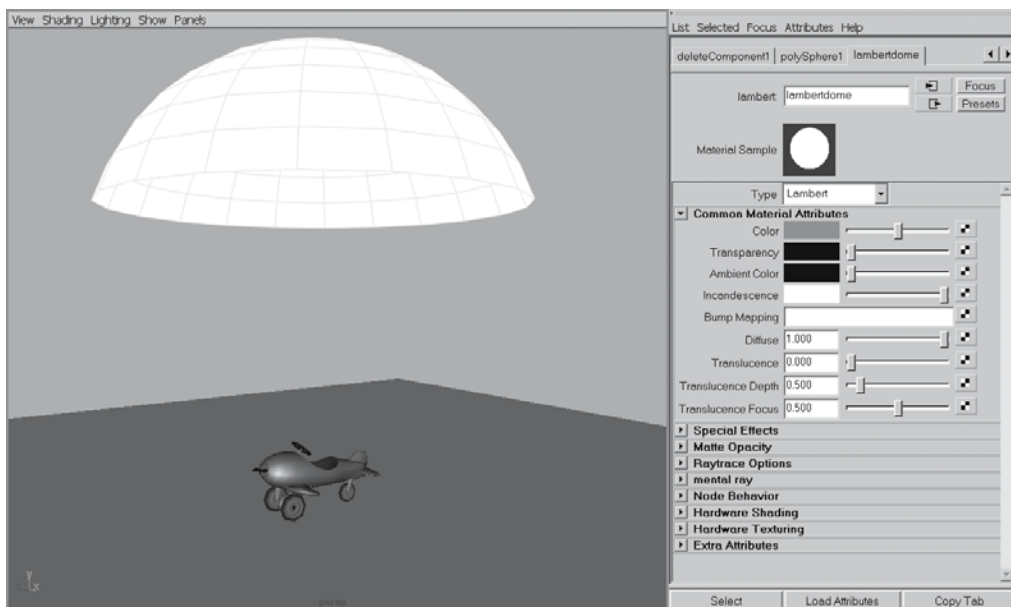 View Shading Lighting Show Panels
List Selected Focus Attributes Help
deleteComponent1 polySphere1 lambertdome
lambert: lambertdome
Focus
Presets
Material Sample
Type Lambert
Common Material Attributes
Color
Transparency
Ambient Color
Incandescence
Bump Mapping
Diffuse 1.000
Translucence 0.000
Translucence Depth 0.500
Translucence Focus 0.500
Special Effects
Matte Opacity
Raytrace Options
mental ray
Node Behavior
Hardware Shading
Hardware Texturing
Extra Attributes
y
x
persp
Select Load Attributes Copy Tab